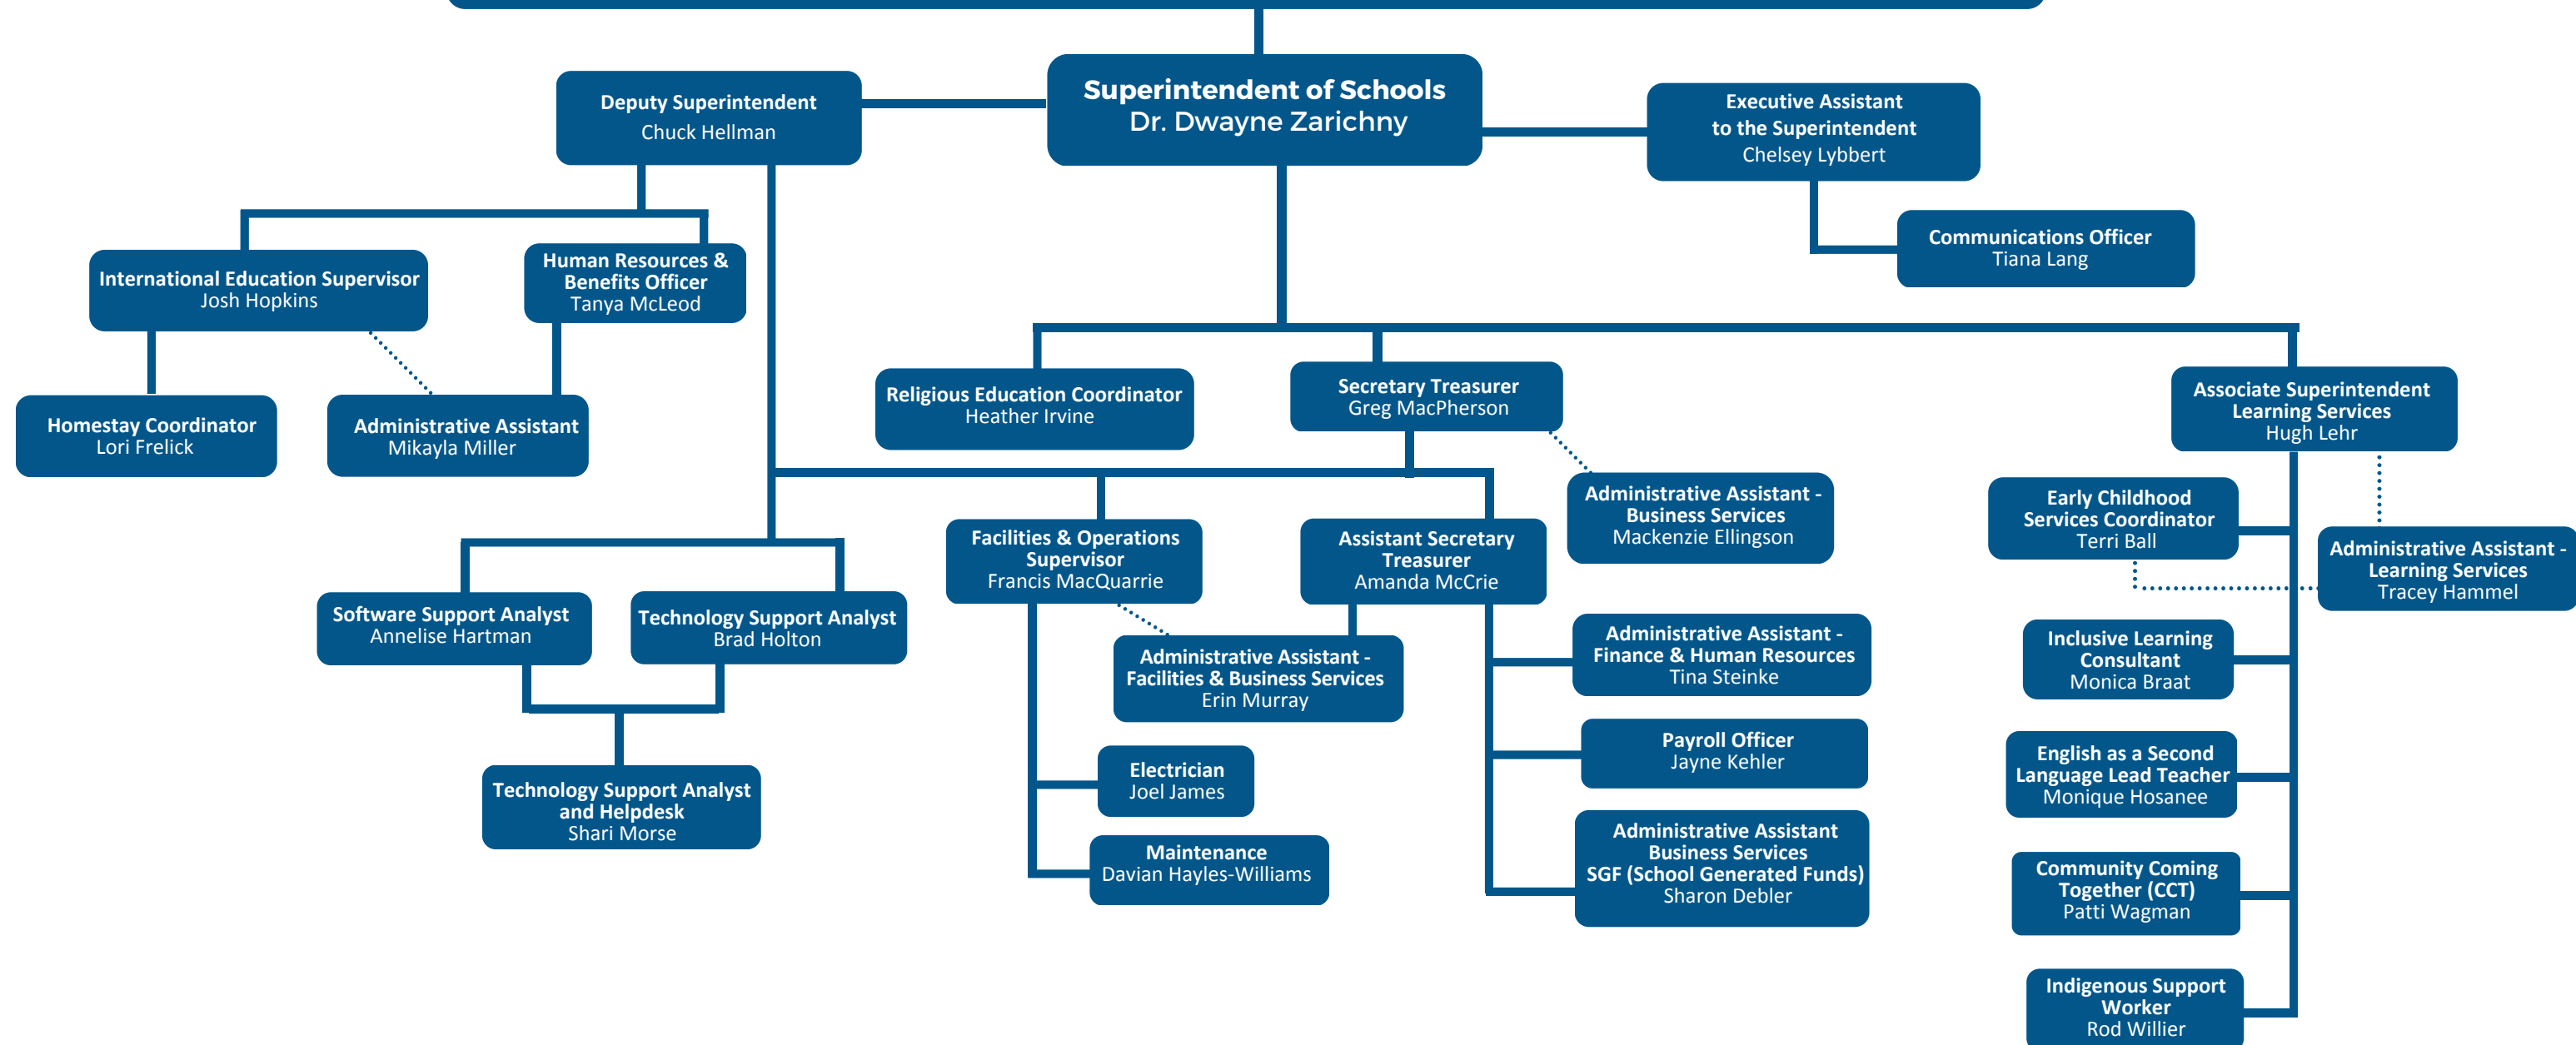 Superintendent of Schools
Dr. Dwayne Zarichny
Deputy Superintendent
Chuck Hellman
Executive Assistant
to the Superintendent
Chelsey Lybbert
Communications Officer
Tiana Lang
International Education Supervisor
Josh Hopkins
Human Resources &
Benefits Officer
Tanya McLeod
Homestay Coordinator
Lori Frelick
Administrative Assistant
Mikayla Miller
Religious Education Coordinator
Heather Irvine
Secretary Treasurer
Greg MacPherson
Associate Superintendent
Learning Services
Hugh Lehr
Administrative Assistant -
Business Services
Mackenzie Ellingson
Early Childhood
Services Coordinator
Terri Ball
Administrative Assistant -
Learning Services
Tracey Hammel
Facilities & Operations
Supervisor
Francis MacQuarrie
Assistant Secretary
Treasurer
Amanda McCrie
Software Support Analyst
Annelise Hartman
Technology Support Analyst
Brad Holton
Administrative Assistant -
Facilities & Business Services
Erin Murray
Administrative Assistant -
Finance & Human Resources
Tina Steinke
Inclusive Learning
Consultant
Monica Braat
Payroll Officer
Jayne Kehler
English as a Second
Language Lead Teacher
Monique Hosanee
Technology Support Analyst
and Helpdesk
Shari Morse
Electrician
Joel James
Maintenance
Davian Hayles-Williams
Administrative Assistant
Business Services
SGF (School Generated Funds)
Sharon Debler
Community Coming
Together (CCT)
Patti Wagman
Indigenous Support
Worker
Rod Willier